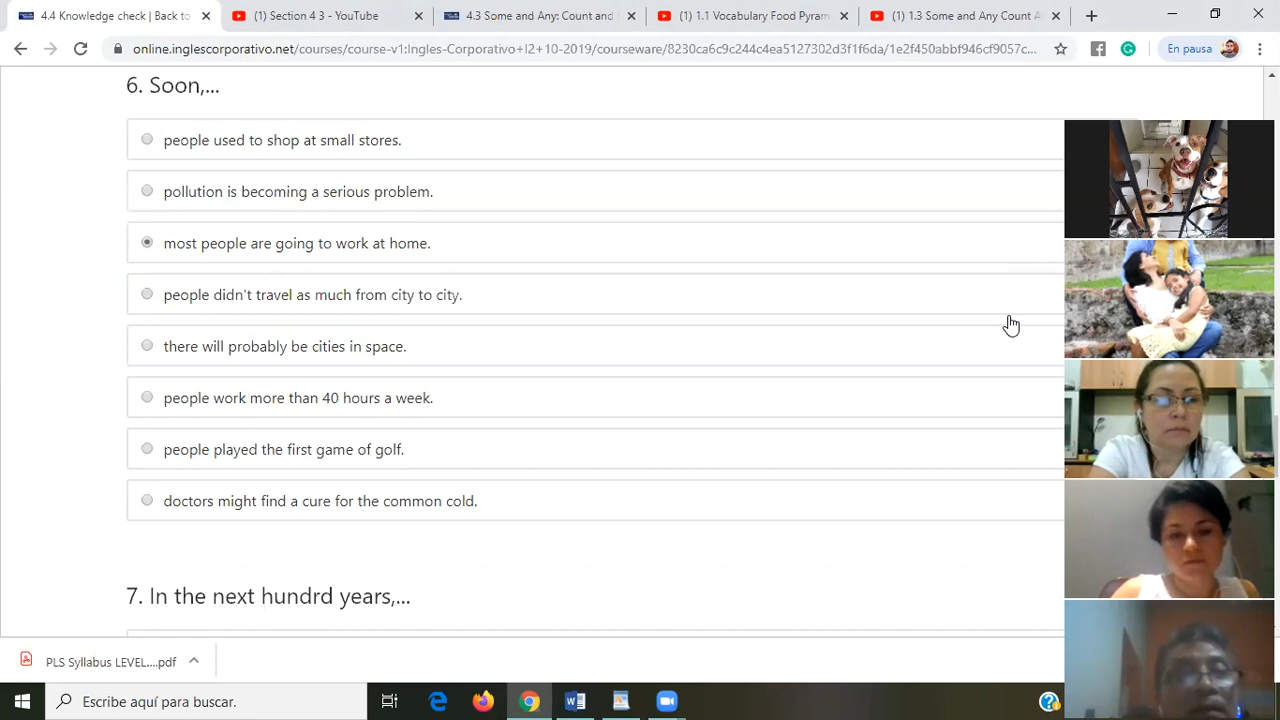 4.4 Knowledge check | Back to
(1) Section 4 3 - YouTube
4.3 Some and Any: Count and
(1) 1.1 Vocabulary Food Pyram
(1) 1.3 Some and Any Count A
online.inglescorporativo.net/courses/course-v1:Ingles-Corporativo+I2+10-2019/courseware/8230ca6c9c244c4ea5127302d3f1f6da/1e2f450abbf946cf9057c...
En pausa
6. Soon,...
people used to shop at small stores.
pollution is becoming a serious problem.
most people are going to work at home.
people didn't travel as much from city to city.
there will probably be cities in space.
people work more than 40 hours a week.
people played the first game of golf.
doctors might find a cure for the common cold.
7. In the next hundrd years,...
PLS Syllabus LEVEL....pdf
Escribe aquí para buscar.